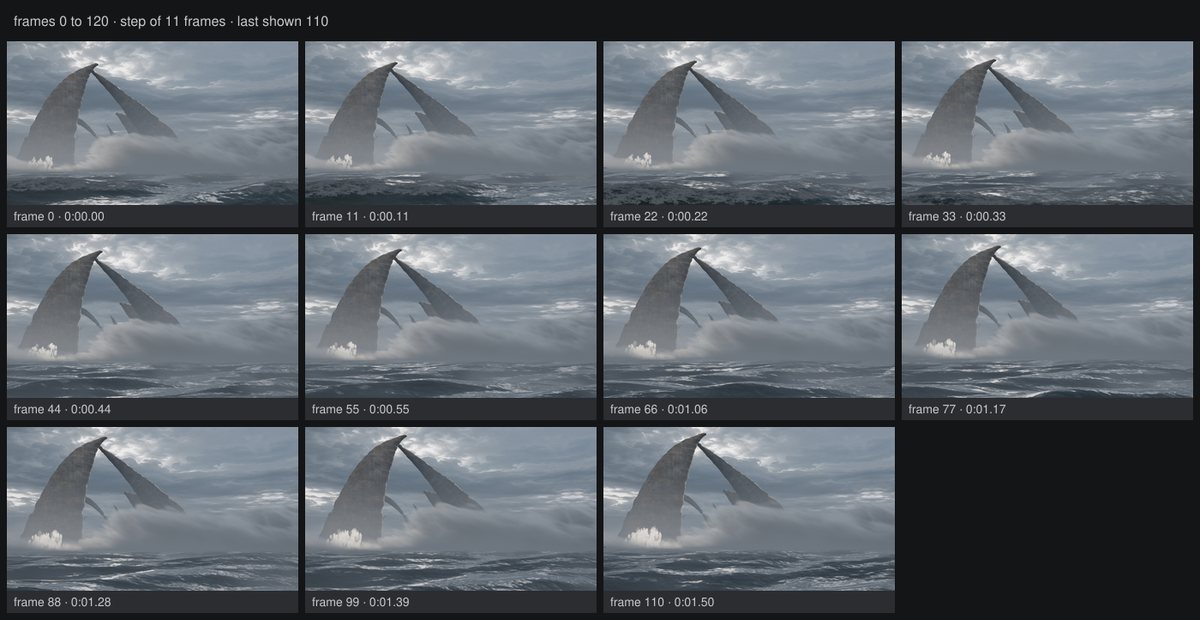 frames 0 to 120 · step of 11 frames · last shown 110
frame 0 · 0:00.00
frame 11 · 0:00.11
frame 22 · 0:00.22
frame 33 · 0:00.33
frame 44 · 0:00.44
frame 55 · 0:00.55
frame 66 · 0:01.06
frame 77 · 0:01.17
frame 88 · 0:01.28
frame 99 · 0:01.39
frame 110 · 0:01.50